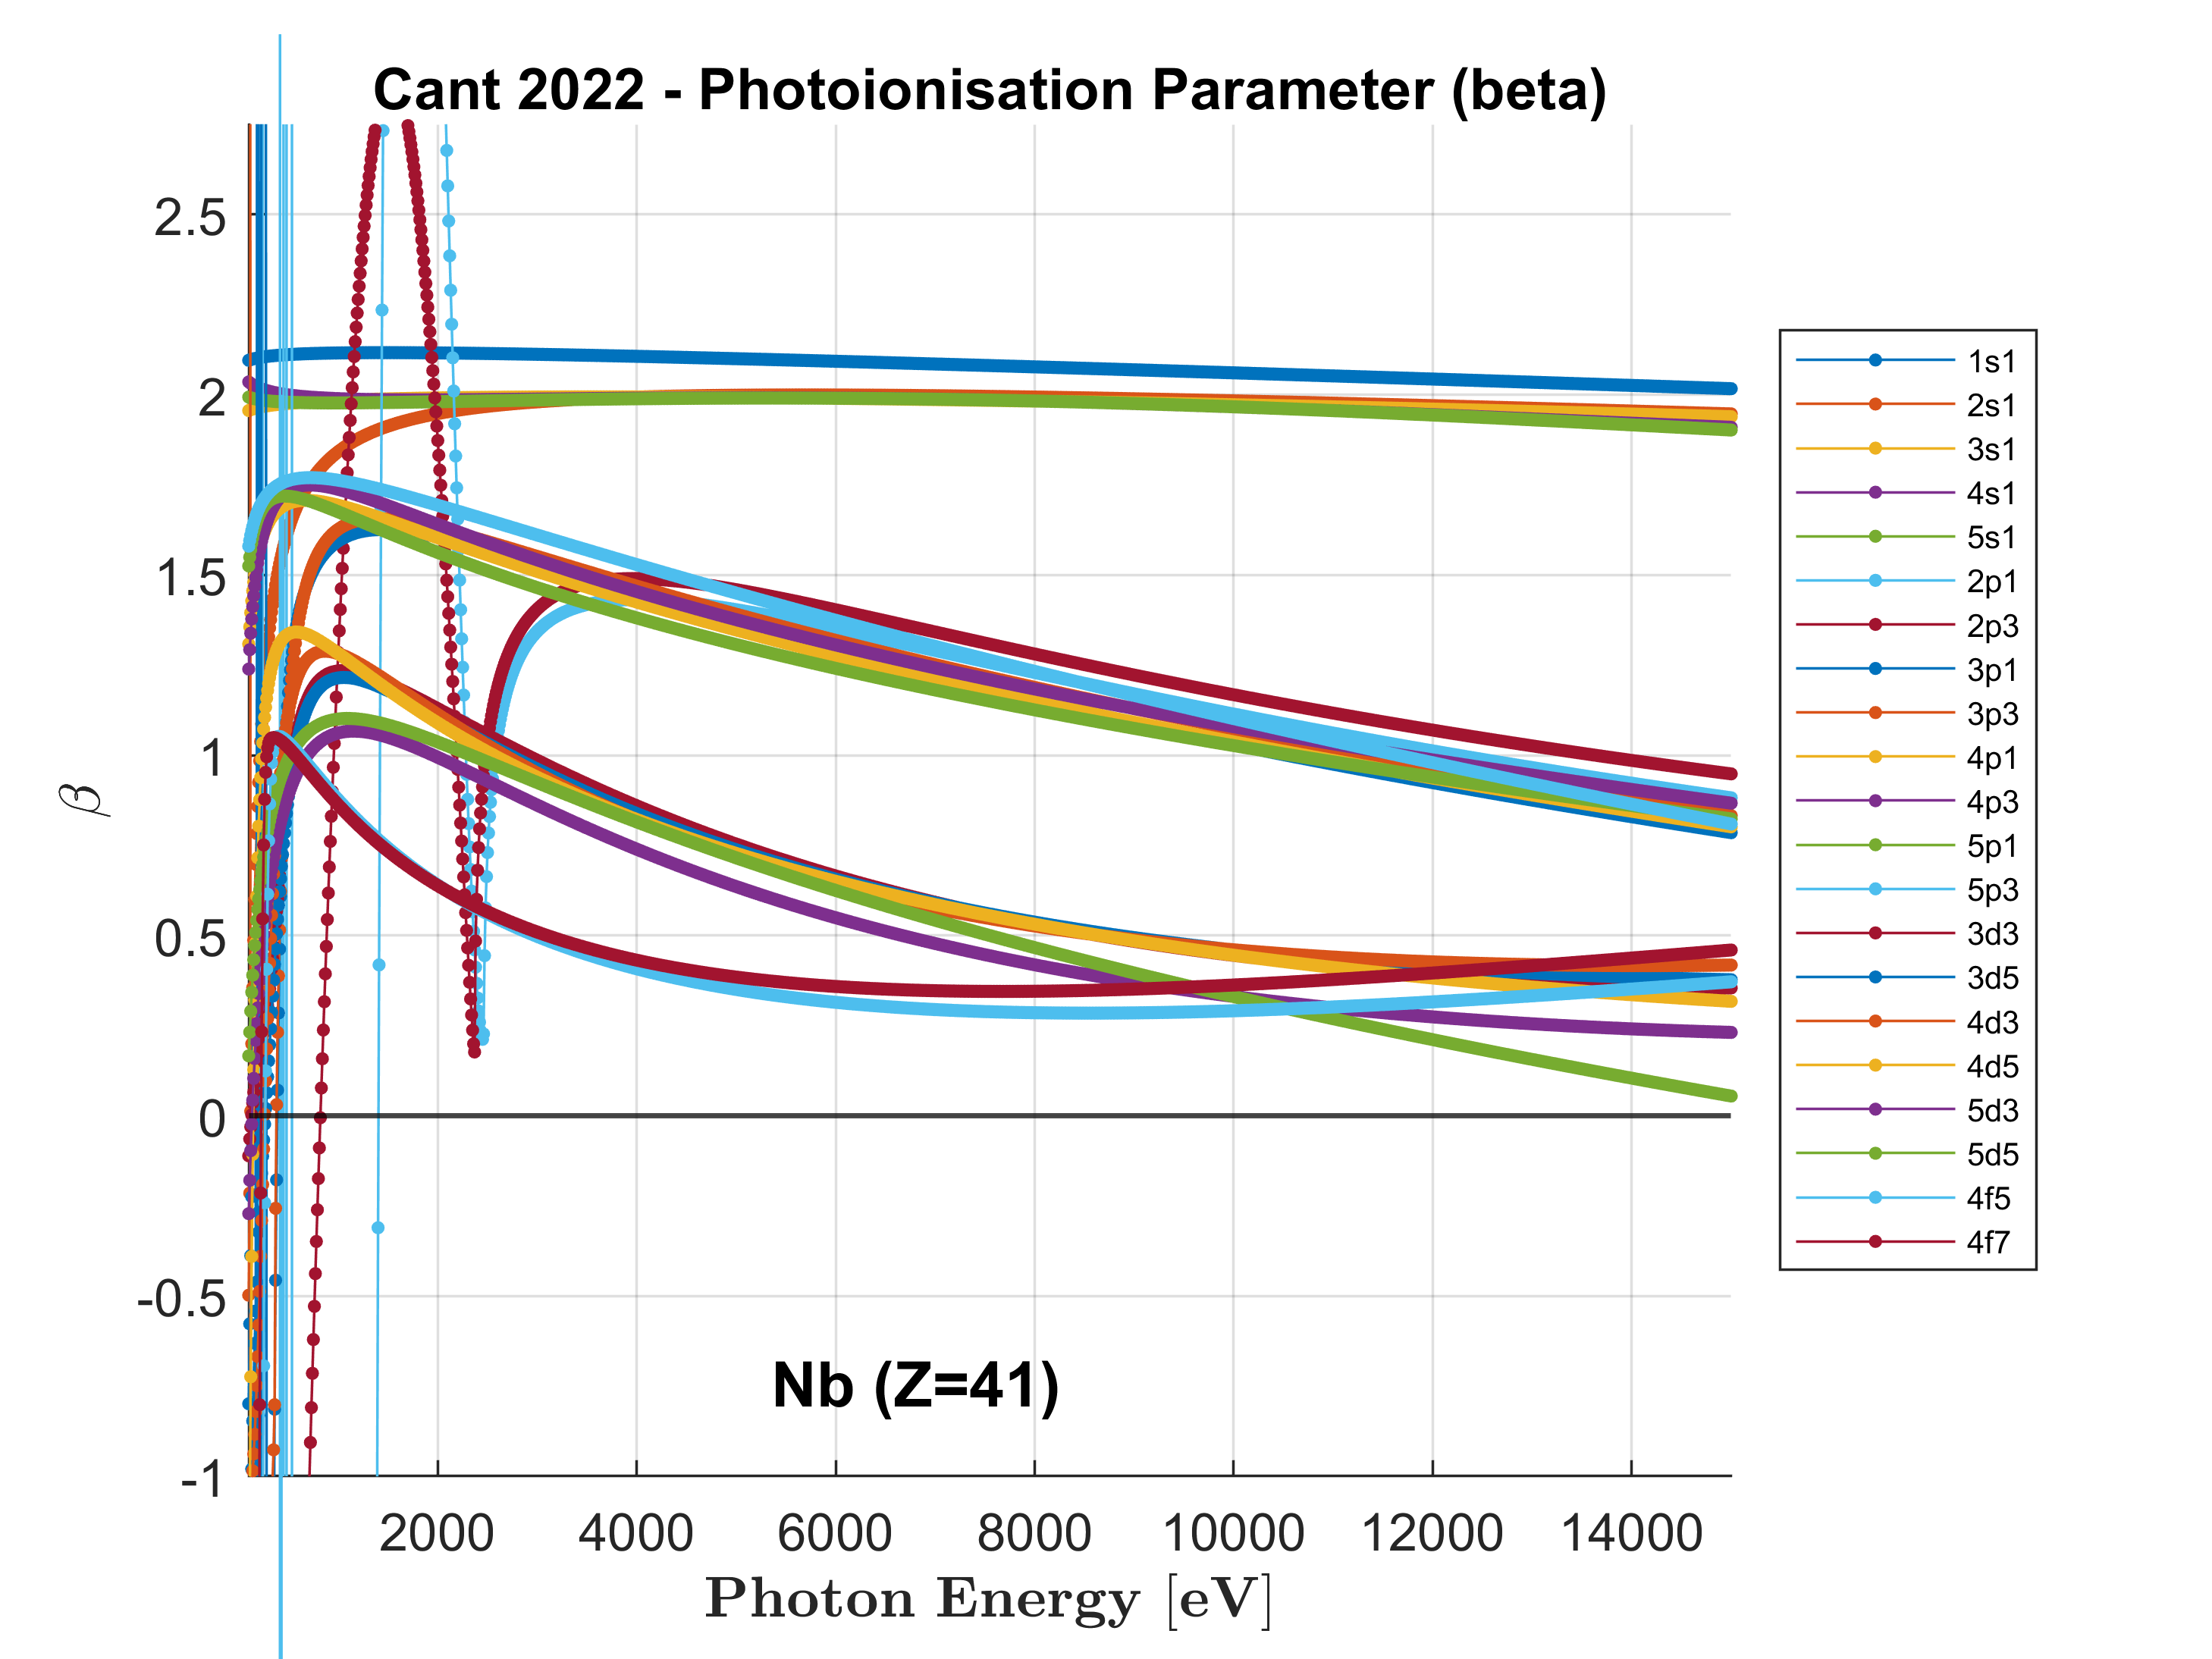 Cant 2022 - Photoionisation Parameter (beta)
2.5
2
1.5
1
0.5
0
-0.5
-1
β
2000 4000 6000 8000 10000 12000 14000
Photon Energy [eV]
Nb (Z=41)
1s1
2s1
3s1
4s1
5s1
2p1
2p3
3p1
3p3
4p1
4p3
5p1
5p3
3d3
3d5
4d3
4d5
5d3
5d5
4f5
4f7